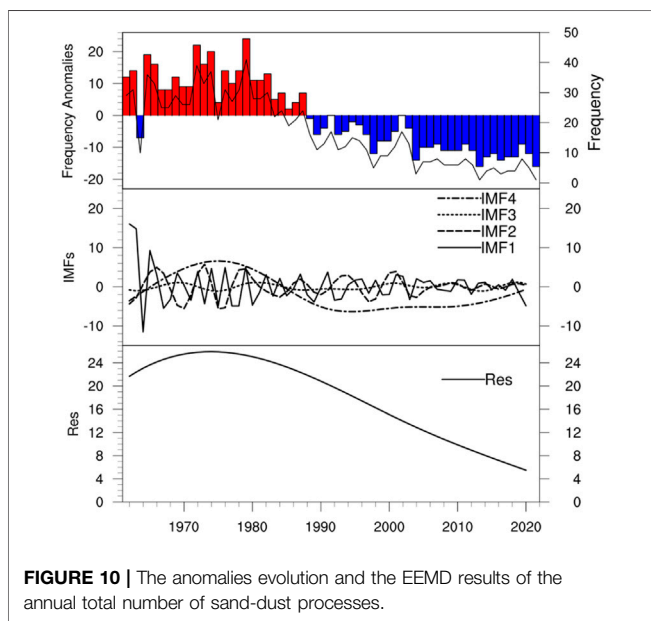 50
20
40
10
30
0
20
-10
10
-20
0
Frequency Anomalies
Frequency
20
20
IMF4
IMF3
10
10
IMF2
IMF1
0
0
-10
-10
IMFs
24
24
Res
20
20
16
16
12
12
8
8
4
4
0
0
Res
1970 1980 1990 2000 2010 2020
FIGURE 10 | The anomalies evolution and the EEMD results of the
annual total number of sand-dust processes.